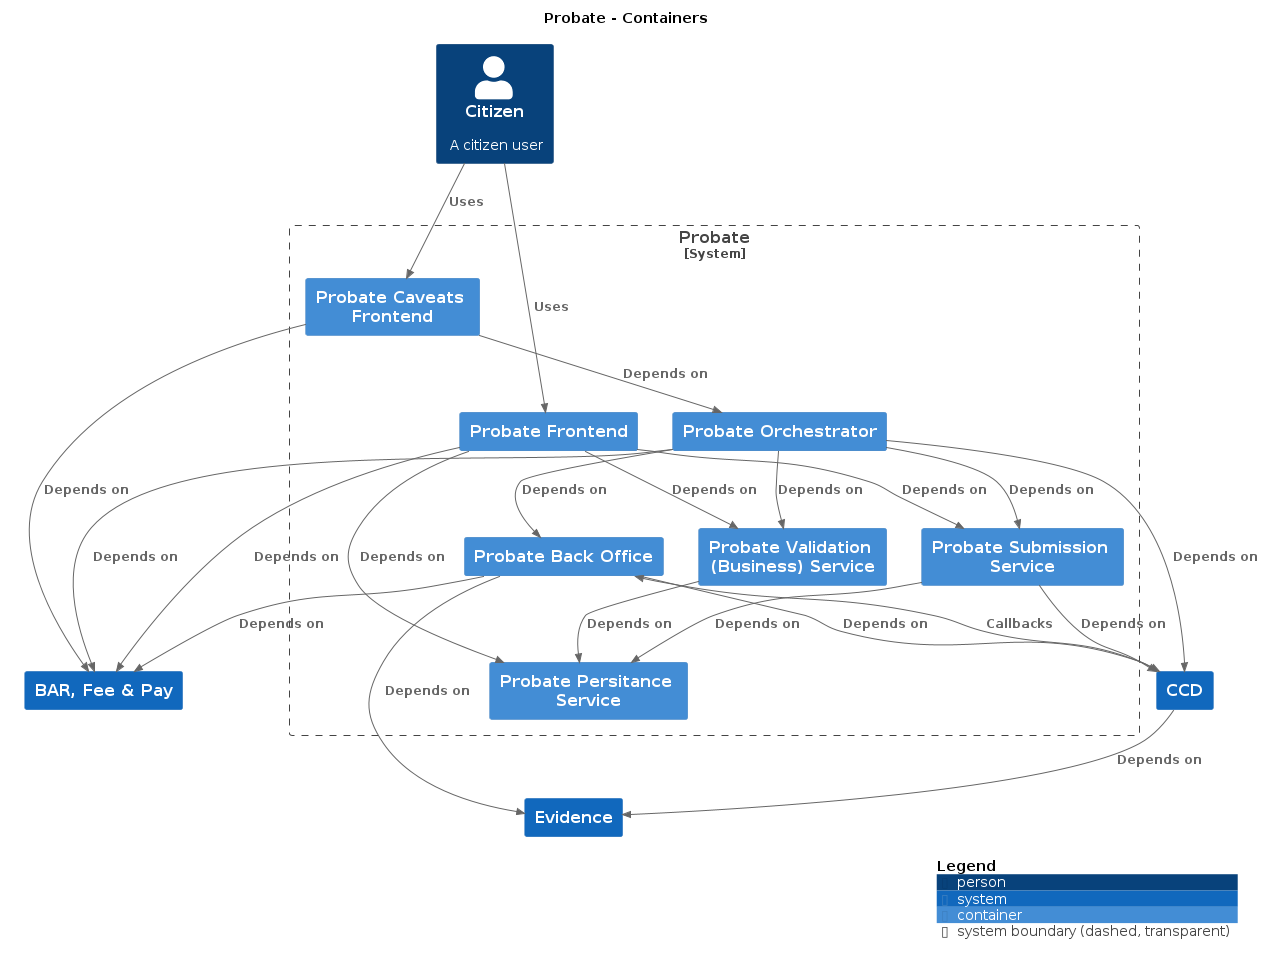 Probate - Containers
Citizen
A citizen user
Uses
Probate
[System]
Probate Caveats
Frontend
Uses
Depends on
Probate Frontend
Probate Orchestrator
Depends on
Depends on
Depends on
Depends on
Depends on
Depends on
Depends on
Depends on
Depends on
Depends on
Probate Back Office
Probate Validation
(Business) Service
Probate Submission
Service
Depends on
Depends on
Depends on
Depends on
Callbacks
Depends on
BAR, Fee & Pay
Depends on
Probate Persitance
Service
CCD
Depends on
Evidence
Legend
person
system
container
system boundary (dashed, transparent)